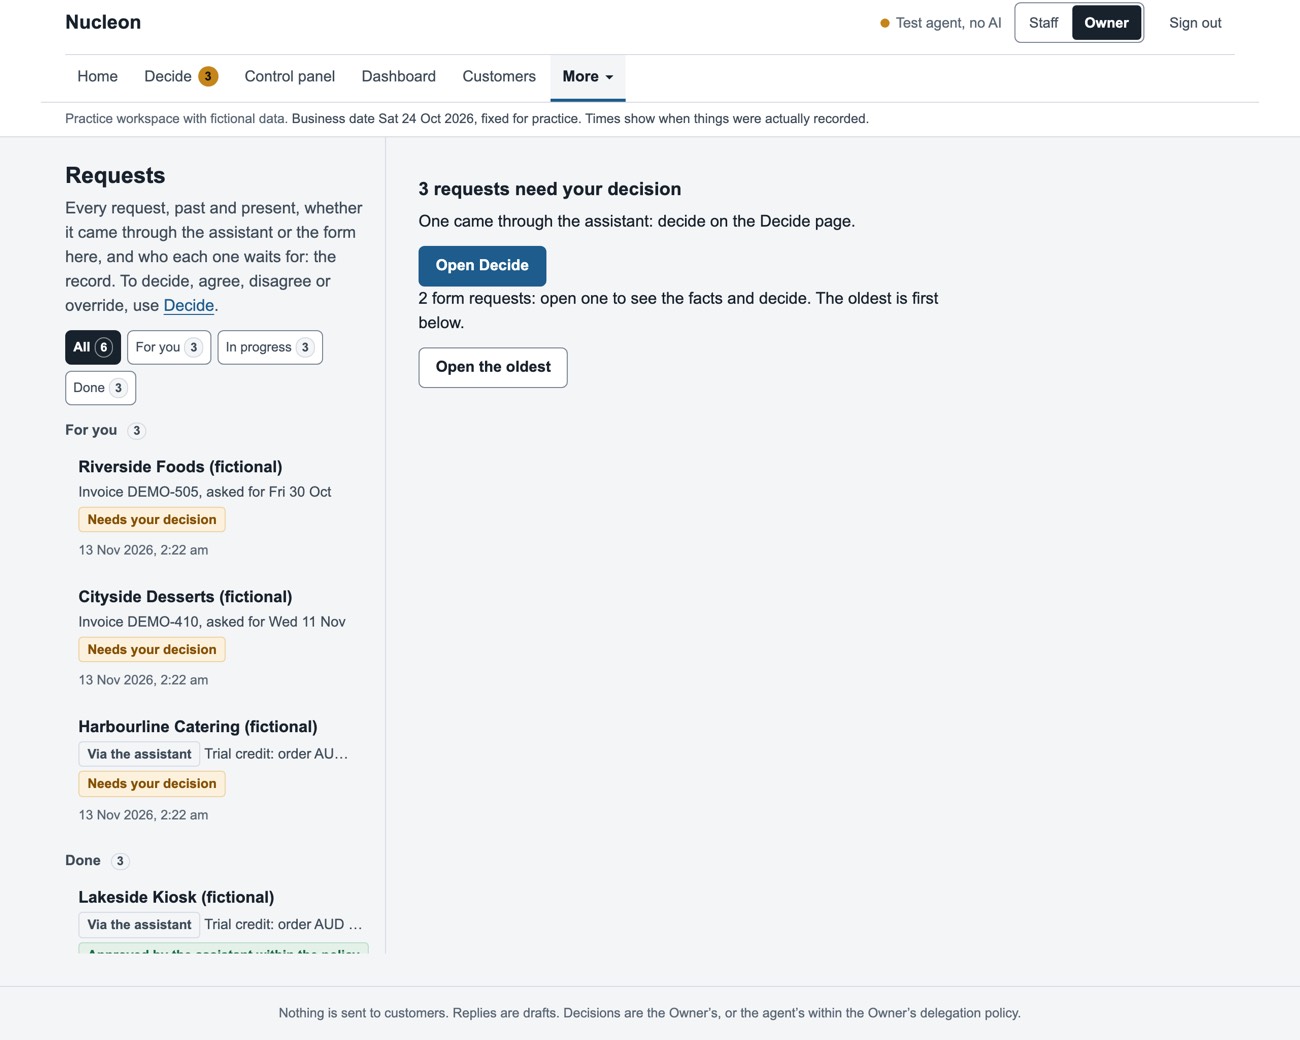 Nucleon
Test agent, no AI
Staff
Owner
Sign out
Home
Decide 3
Control panel
Dashboard
Customers
More
Practice workspace with fictional data. Business date Sat 24 Oct 2026, fixed for practice. Times show when things were actually recorded.
Requests
Every request, past and present, whether
it came through the assistant or the form
here, and who each one waits for: the
record. To decide, agree, disagree or
override, use Decide.
All 6
For you 3
In progress 3
Done 3
For you 3
Riverside Foods (fictional)
Invoice DEMO-505, asked for Fri 30 Oct
Needs your decision
13 Nov 2026, 2:22 am
Cityside Desserts (fictional)
Invoice DEMO-410, asked for Wed 11 Nov
Needs your decision
13 Nov 2026, 2:22 am
Harbourline Catering (fictional)
Via the assistant Trial credit: order AU…
Needs your decision
13 Nov 2026, 2:22 am
Done 3
Lakeside Kiosk (fictional)
Via the assistant Trial credit: order AUD …
Approved by the assistant within the policy
3 requests need your decision
One came through the assistant: decide on the Decide page.
Open Decide
2 form requests: open one to see the facts and decide. The oldest is first
below.
Open the oldest
Nothing is sent to customers. Replies are drafts. Decisions are the Owner’s, or the agent’s within the Owner’s delegation policy.